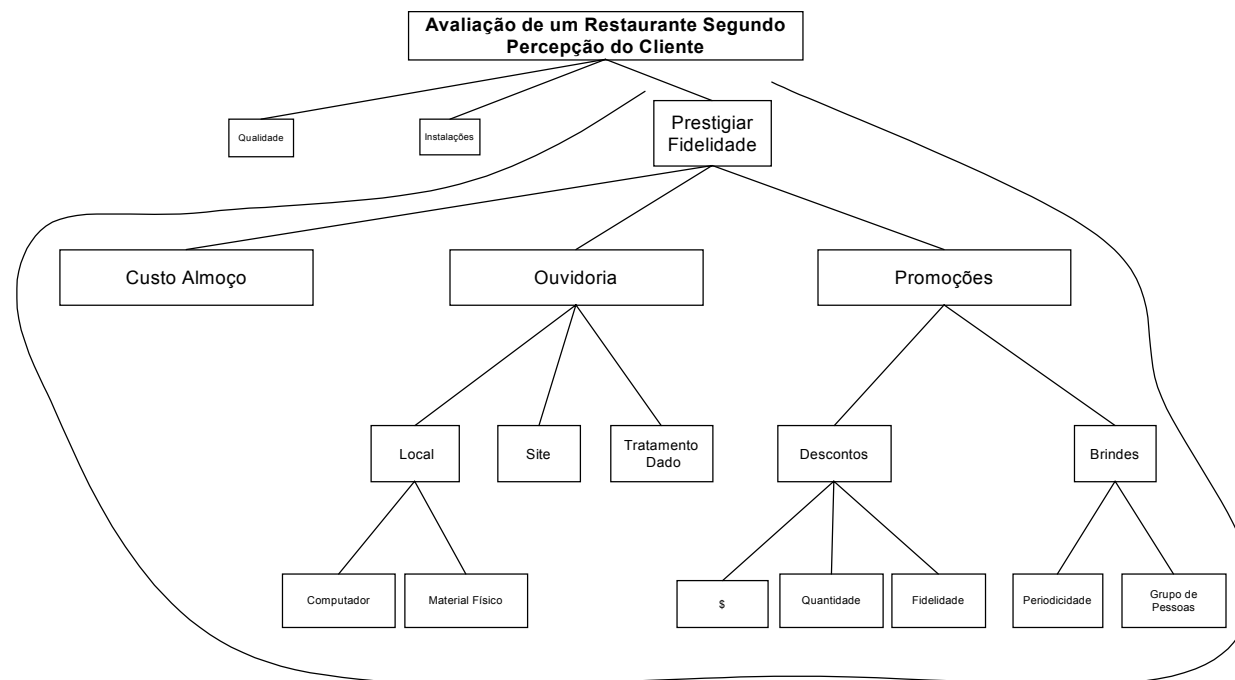 Avaliação de um Restaurante Segundo
Percepção do Cliente
Qualidade
Instalações
Prestigiar
Fidelidade
Custo Almoço
Ouvidoria
Promoções
Local
Site
Tratamento
Dado
Descontos
Brindes
Computador
Material Físico
$
Quantidade
Fidelidade
Periodicidade
Grupo de
Pessoas